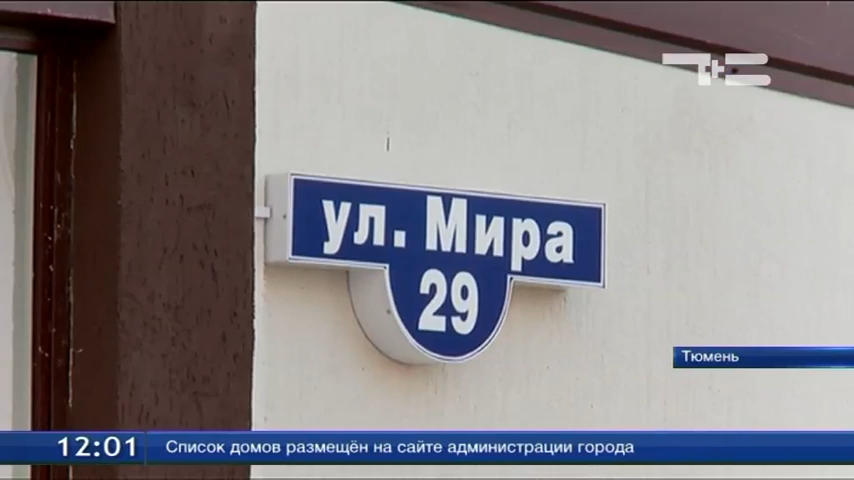 Т+В
ул. Мира
29
Тюмень
12:01 Список домов размещён на сайте администрации города